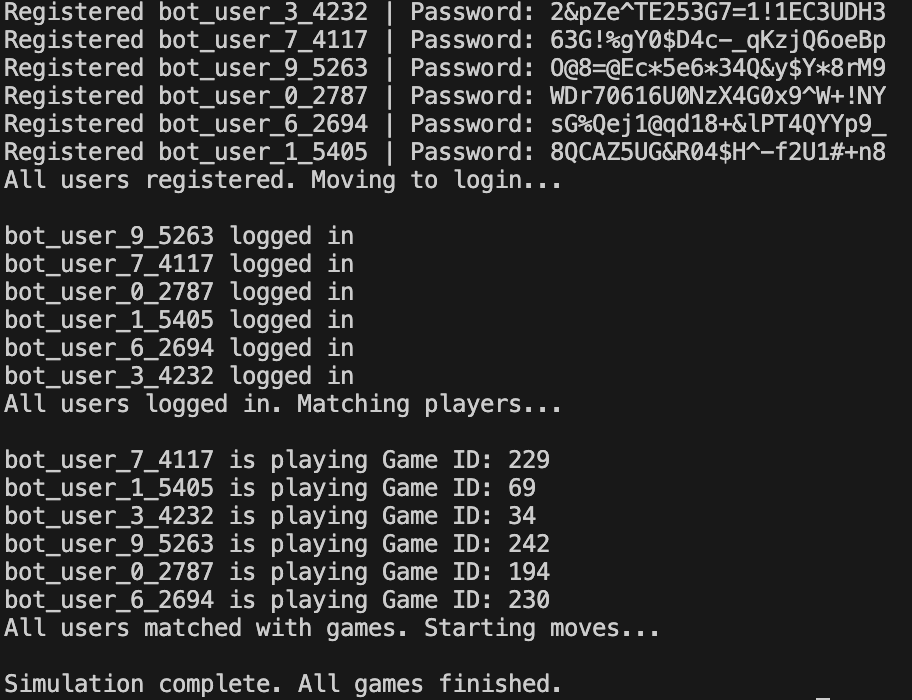 Registered bot_user_3_4232 | Password: 2&pZe^TE253G7=1!1EC3UDH3
Registered bot_user_7_4117 | Password: 63G!%gY0$D4c-_qKzjQ6oeBp
Registered bot_user_9_5263 | Password: O@8=@Ec*5e6*34Q&y$Y*8rM9
Registered bot_user_0_2787 | Password: WDr70616U0NzX4G0x9^W+!NY
Registered bot_user_6_2694 | Password: sG%Qej1@qd18+&lPT4QYYp9_
Registered bot_user_1_5405 | Password: 8QCAZ5UG&R04$H^-f2U1#+n8
All users registered. Moving to login...
bot_user_9_5263 logged in
bot_user_7_4117 logged in
bot_user_0_2787 logged in
bot_user_1_5405 logged in
bot_user_6_2694 logged in
bot_user_3_4232 logged in
All users logged in. Matching players...
bot_user_7_4117 is playing Game ID: 229
bot_user_1_5405 is playing Game ID: 69
bot_user_3_4232 is playing Game ID: 34
bot_user_9_5263 is playing Game ID: 242
bot_user_0_2787 is playing Game ID: 194
bot_user_6_2694 is playing Game ID: 230
All users matched with games. Starting moves...
Simulation complete. All games finished.